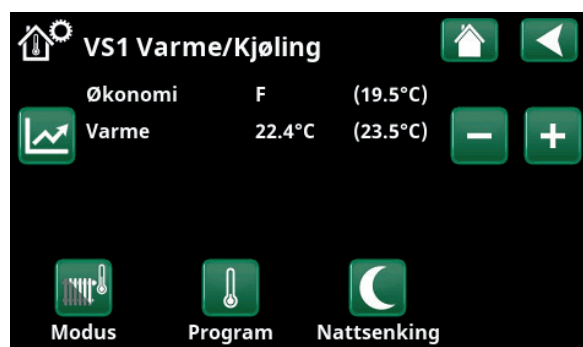 VS1 Varme/Kjøling
Økonomi F (19.5°C)
Varme 22.4°C (23.5°C)
Modus Program Nattsenking